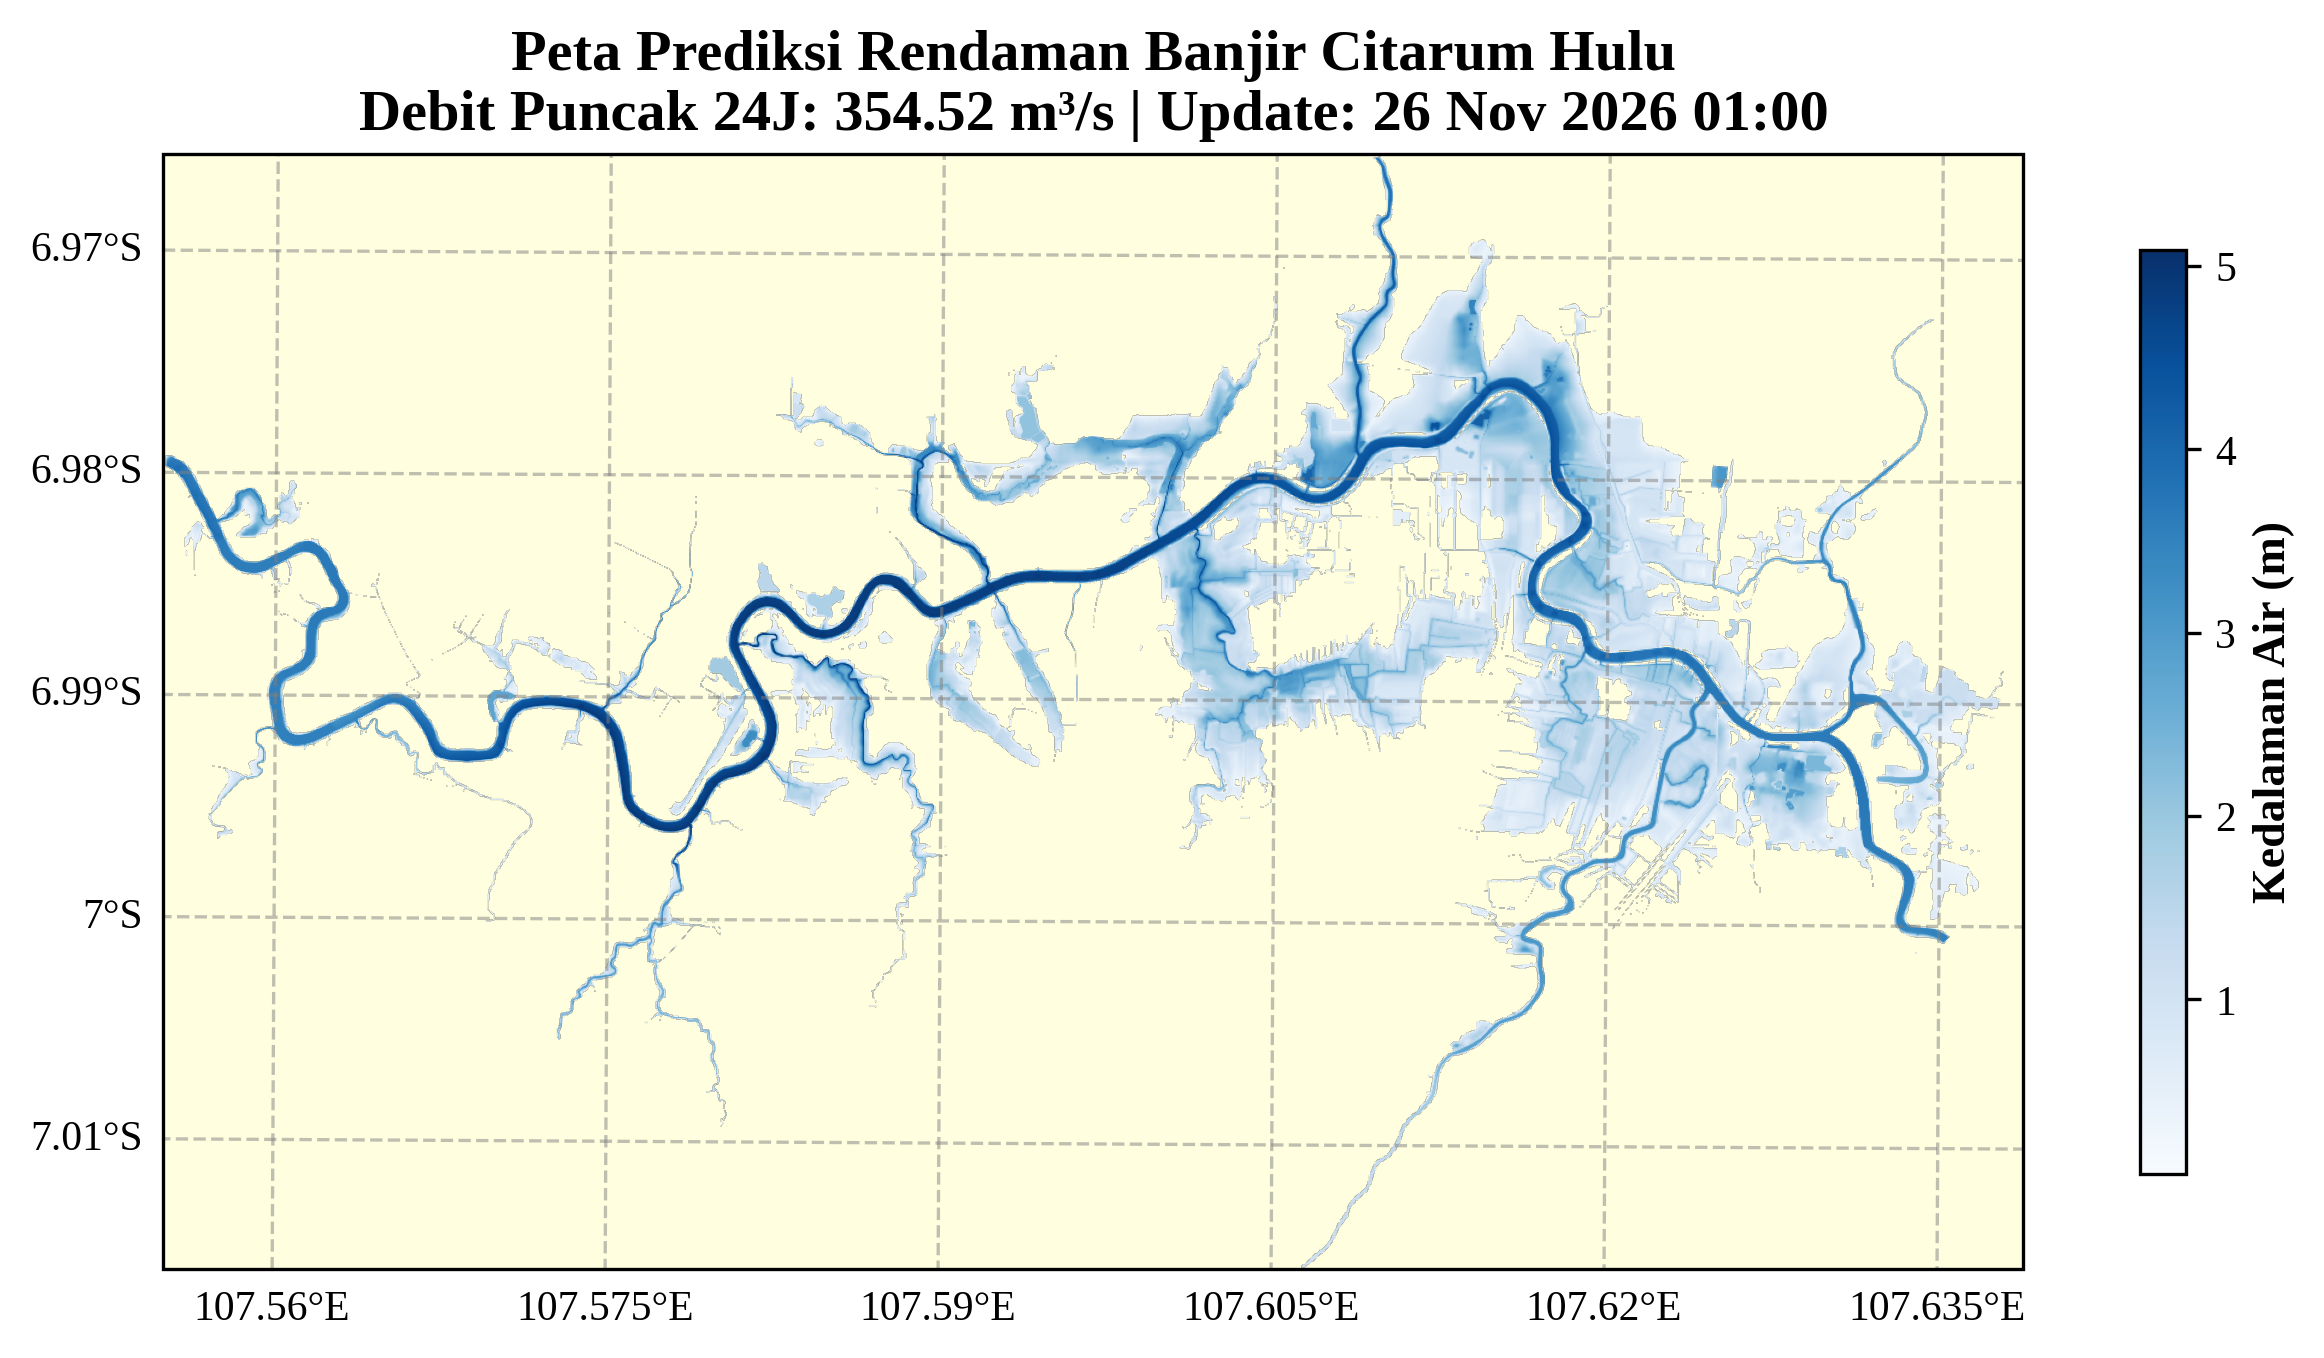 Peta Prediksi Rendaman Banjir Citarum Hulu
Debit Puncak 24J: 354.52 m³/s | Update: 26 Nov 2026 01:00
6.97°S
6.98°S
6.99°S
7°S
7.01°S
107.56°E
107.575°E
107.59°E
107.605°E
107.62°E
107.635°E
5
4
3
2
1
Kedalaman Air (m)